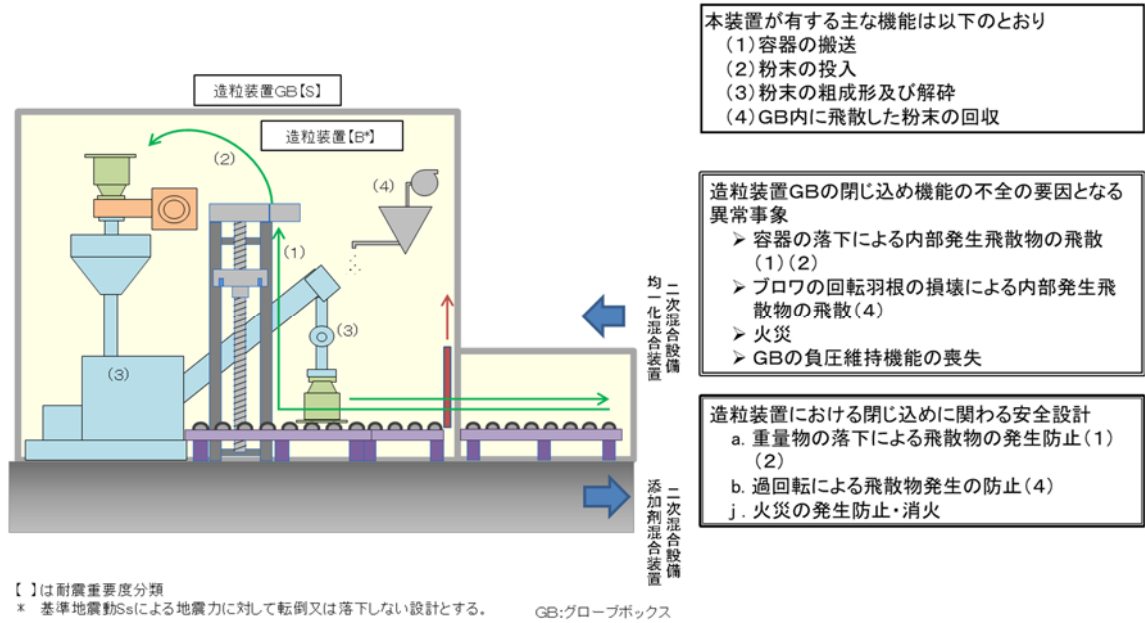 造粒装置GB【S】
造粒装置【B*】
(2)
(4)
(1)
(3)
(3)
二次混合設備
均一化混合装置
二次混合設備
添加剤混合装置
【 】は耐震重要度分類
* 基準地震動Ssによる地震力に対して転倒又は落下しない設計とする。
GB:グローブボックス
本装置が有する主な機能は以下のとおり
(1)容器の搬送
(2)粉末の投入
(3)粉末の粗成形及び解砕
(4)GB内に飛散した粉末の回収
造粒装置GBの閉じ込め機能の不全の要因となる
異常事象
➢ 容器の落下による内部発生飛散物の飛散
(1)(2)
➢ ブロワの回転羽根の損壊による内部発生飛
散物の飛散(4)
➢ 火災
➢ GBの負圧維持機能の喪失
造粒装置における閉じ込めに関わる安全設計
a. 重量物の落下による飛散物の発生防止(1)
(2)
b. 過回転による飛散物発生の防止(4)
j. 火災の発生防止・消火